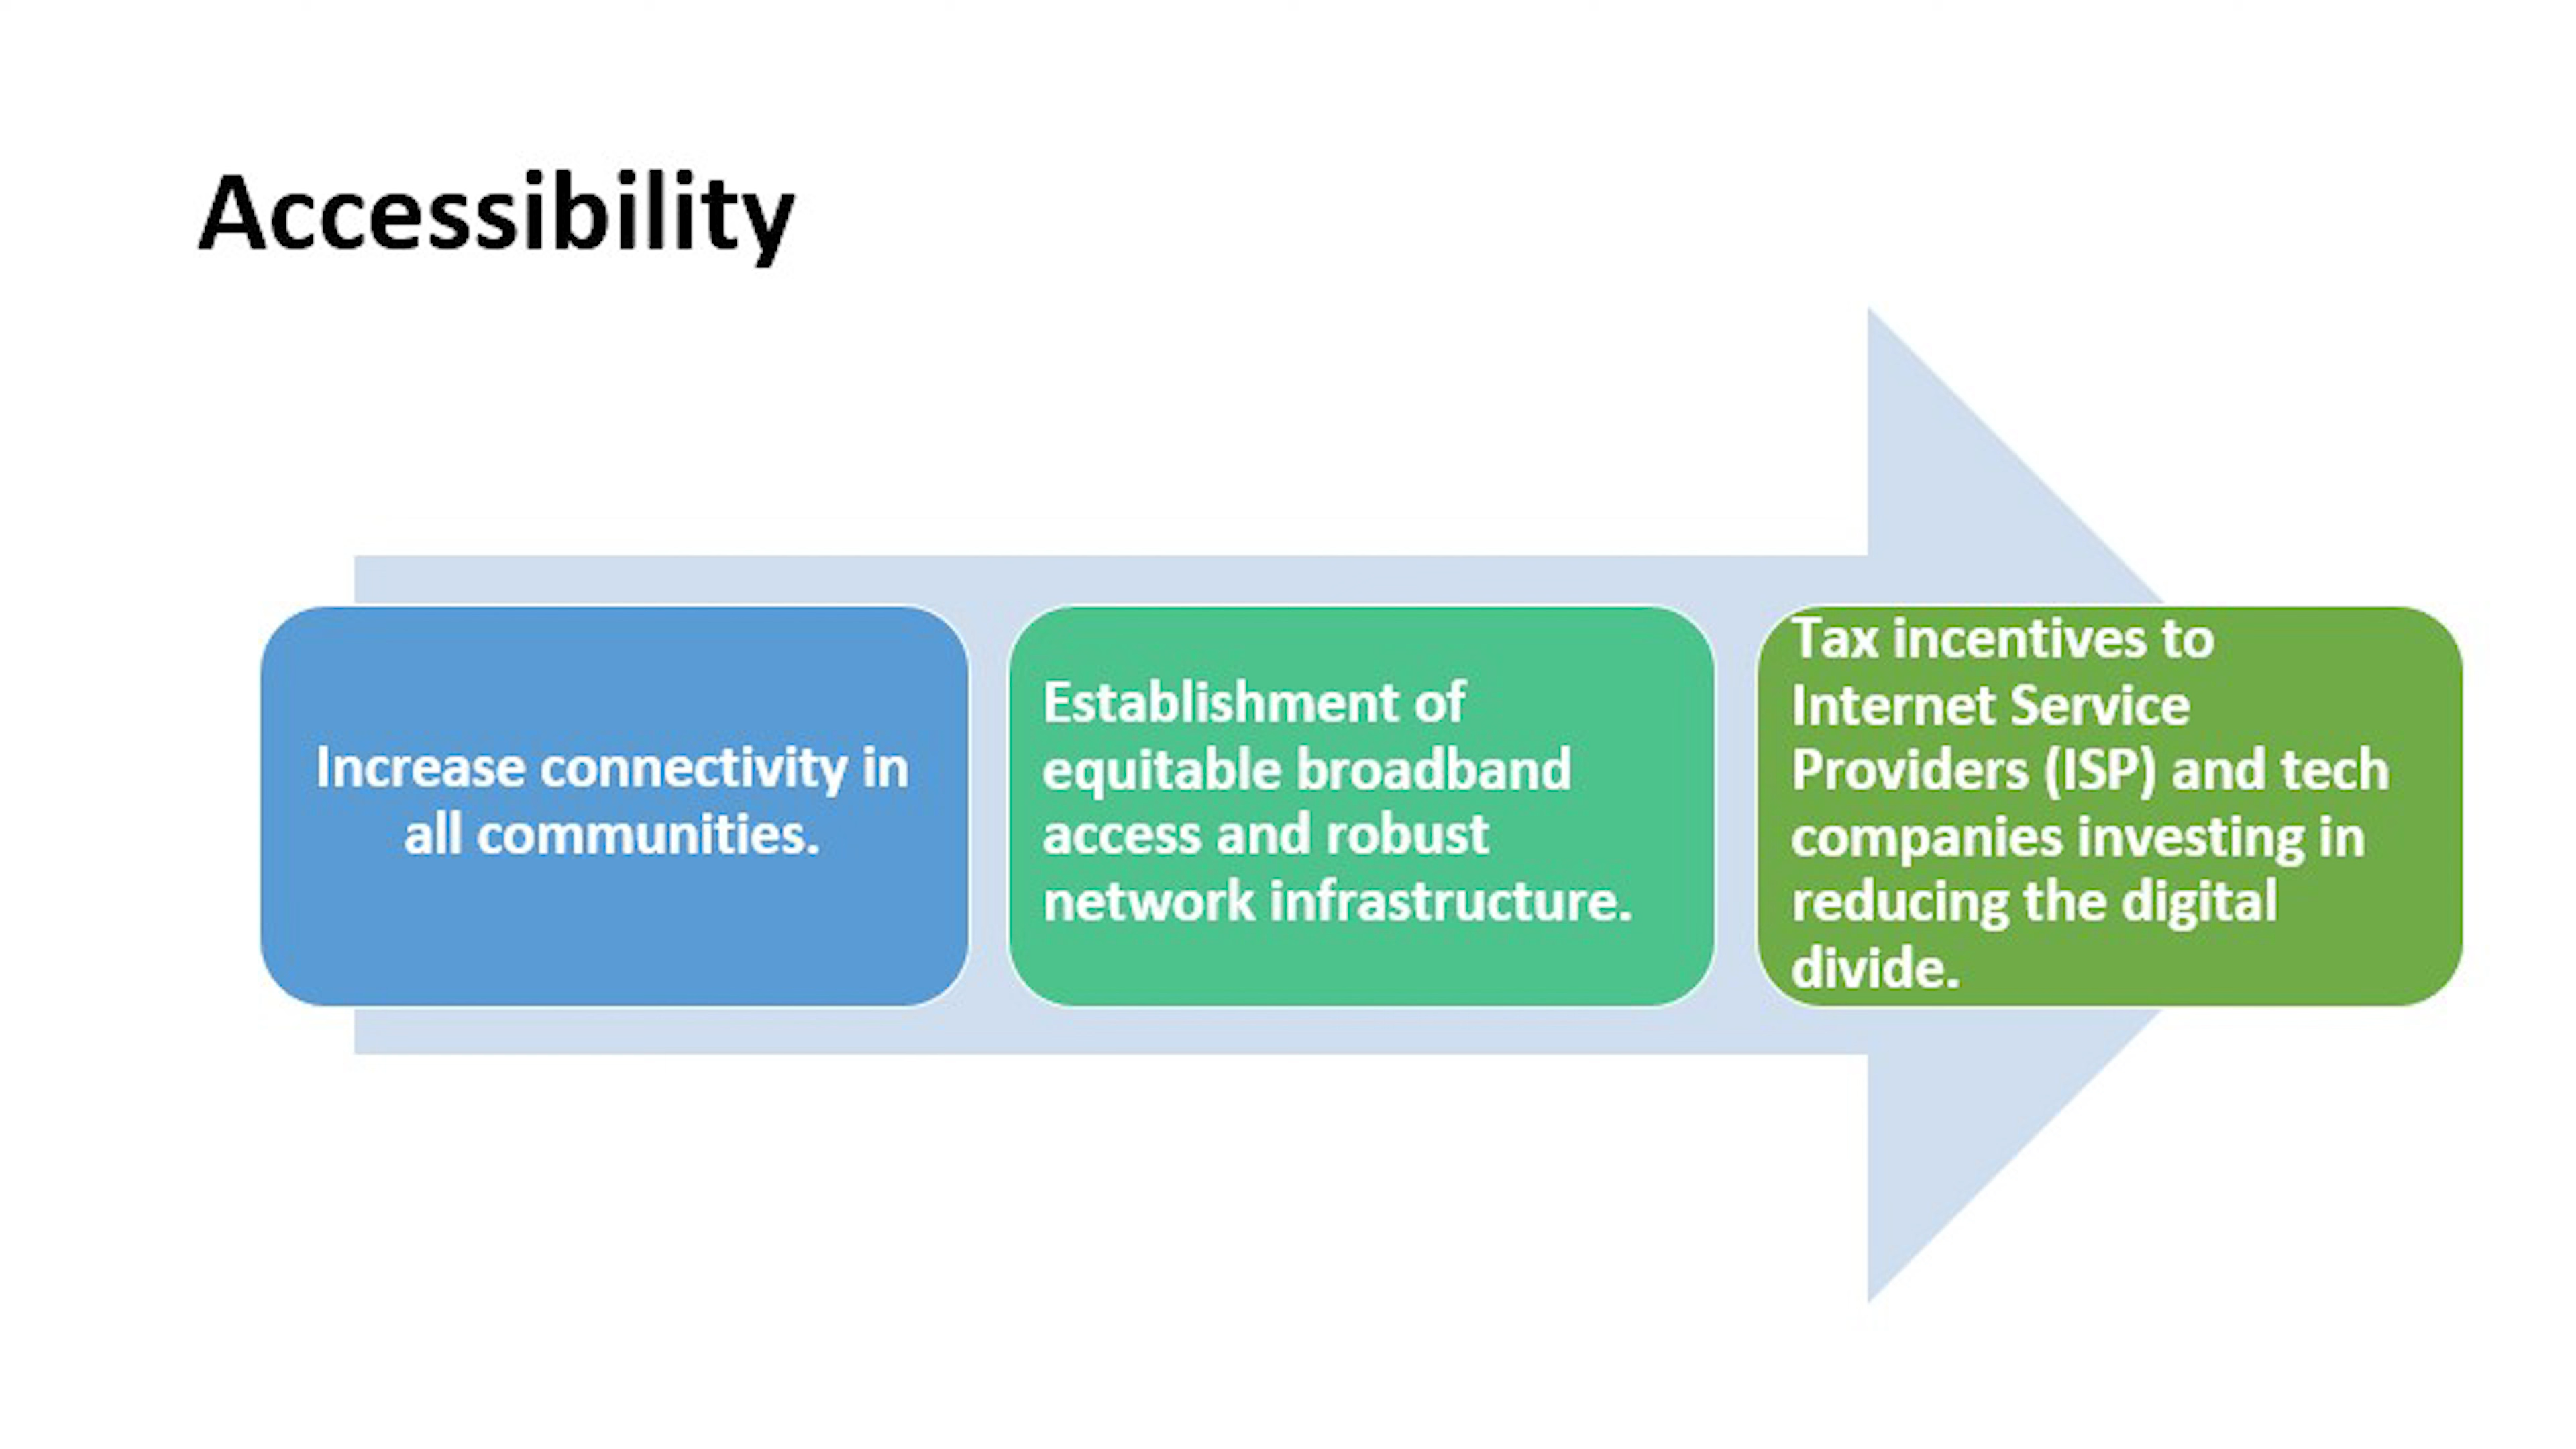 Accessibility
Increase connectivity in
all communities.
Establishment of
equitable broadband
access and robust
network infrastructure.
Tax incentives to
Internet Service
Providers (ISP) and tech
companies investing in
reducing the digital
divide.